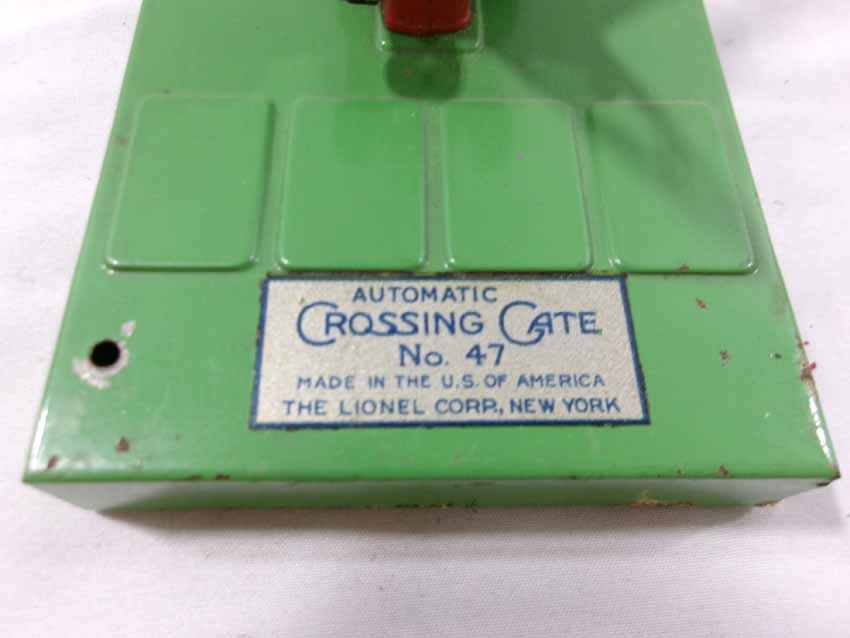 AUTOMATIC
CROSSING GATE
No. 47
MADE IN THE U.S. OF AMERICA
THE LIONEL CORP., NEW YORK